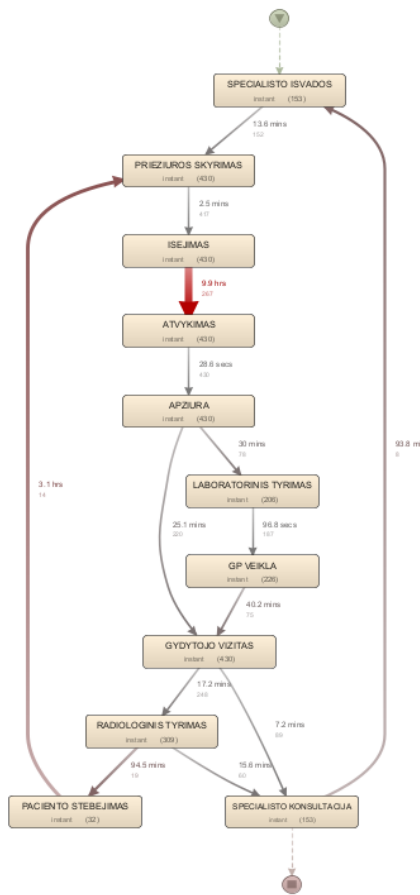 SPECIALISTO ISVADOS
instant (153)
13.6 mins
152
PRIEZIUROS SKYRIMAS
instant (430)
2.5 mins
417
ISEJIMAS
instant (430)
9.9 hrs
267
ATVYKIMAS
instant (430)
28.6 secs
430
APZIURA
instant (430)
30 mins
78
LABORATORINIS TYRIMAS
instant (206)
3.1 hrs
14
93.8 m
8
25.1 mins
220
96.8 secs
187
GP VEIKLA
instant (226)
40.2 mins
73
GYDYTOJO VIZITAS
instant (430)
17.2 mins
246
RADIOLOGINIS TYRIMAS
instant (309)
7.2 mins
89
94.5 mins
19
15.6 mins
60
PACIENTO STEBEJIMAS
instant (32)
SPECIALISTO KONSULTACIJA
instant (153)